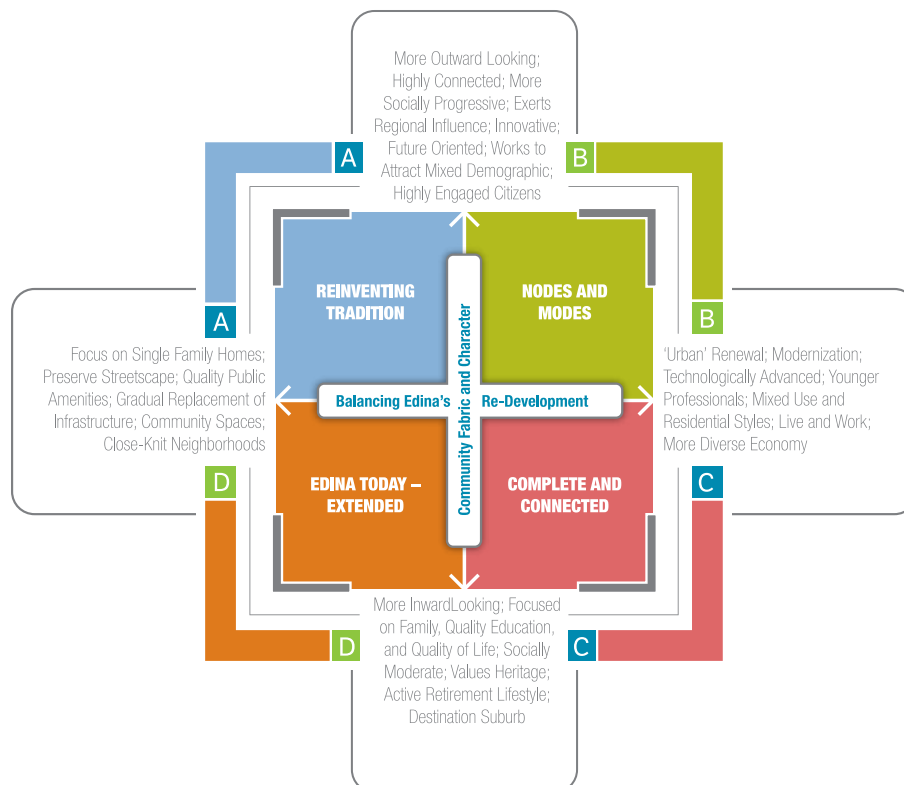 More Outward Looking;
Highly Connected; More
Socially Progressive; Exerts
Regional Influence; Innovative;
Future Oriented; Works to
Attract Mixed Demographic;
Highly Engaged Citizens
A
B
REINVENTING
TRADITION
NODES AND
MODES
A
Focus on Single Family Homes;
Preserve Streetscape; Quality Public
Amenities; Gradual Replacement of
Infrastructure; Community Spaces;
Close-Knit Neighborhoods
D
Balancing Edina's Re-Development
Community Fabric and Character
B
‘Urban’ Renewal; Modernization;
Technologically Advanced; Younger
Professionals; Mixed Use and
Residential Styles; Live and Work;
More Diverse Economy
C
EDINA TODAY –
EXTENDED
COMPLETE AND
CONNECTED
D
C
More InwardLooking; Focused
on Family, Quality Education,
and Quality of Life; Socially
Moderate; Values Heritage;
Active Retirement Lifestyle;
Destination Suburb